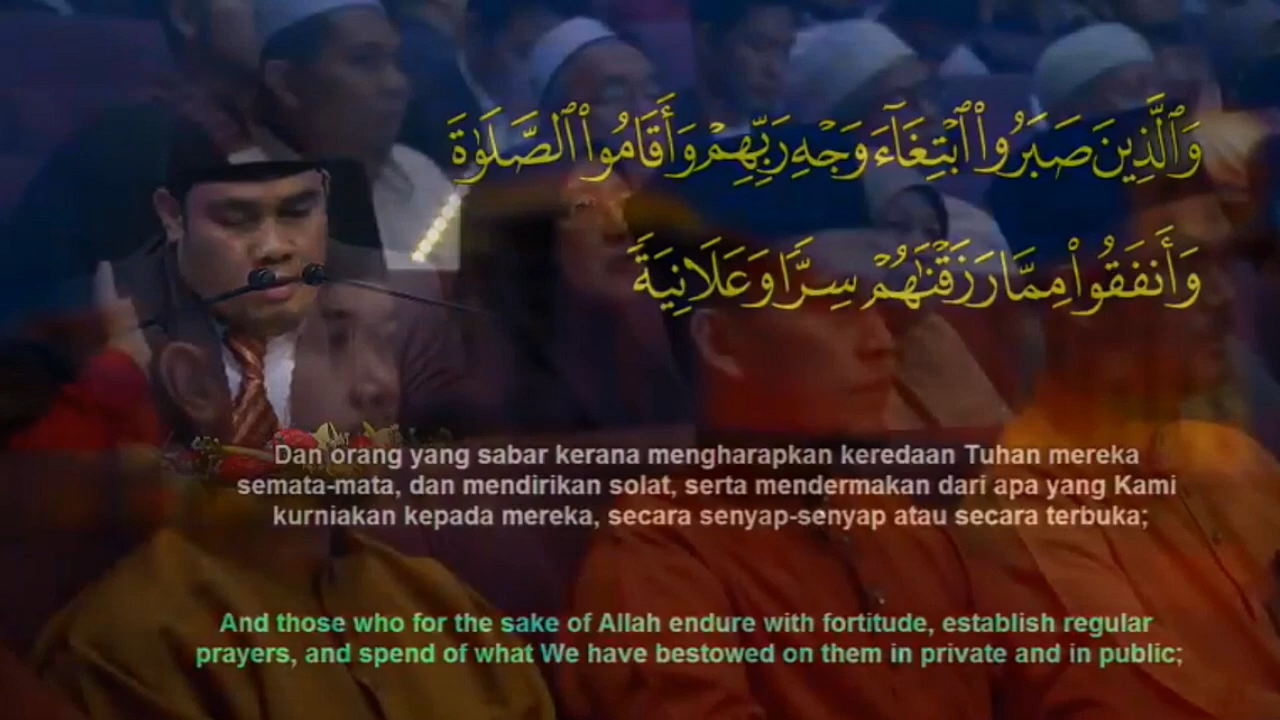 وَٱلَّذِينَ صَبَرُوا۟ ٱبْتِغَآءَ وَجْهِ رَبِّهِمْ وَأَقَامُوا۟ ٱلصَّلَوٰةَ
وَأَنفَقُوا۟ مِمَّا رَزَقْنَٰهُمْ سِرًّا وَعَلَانِيَةً
Dan orang yang sabar kerana mengharapkan keredaan Tuhan mereka
semata-mata, dan mendirikan solat, serta mendermakan dari apa yang Kami
kurniakan kepada mereka, secara senyap-senyap atau secara terbuka;
And those who for the sake of Allah endure with fortitude, establish regular
prayers, and spend of what We have bestowed on them in private and in public;